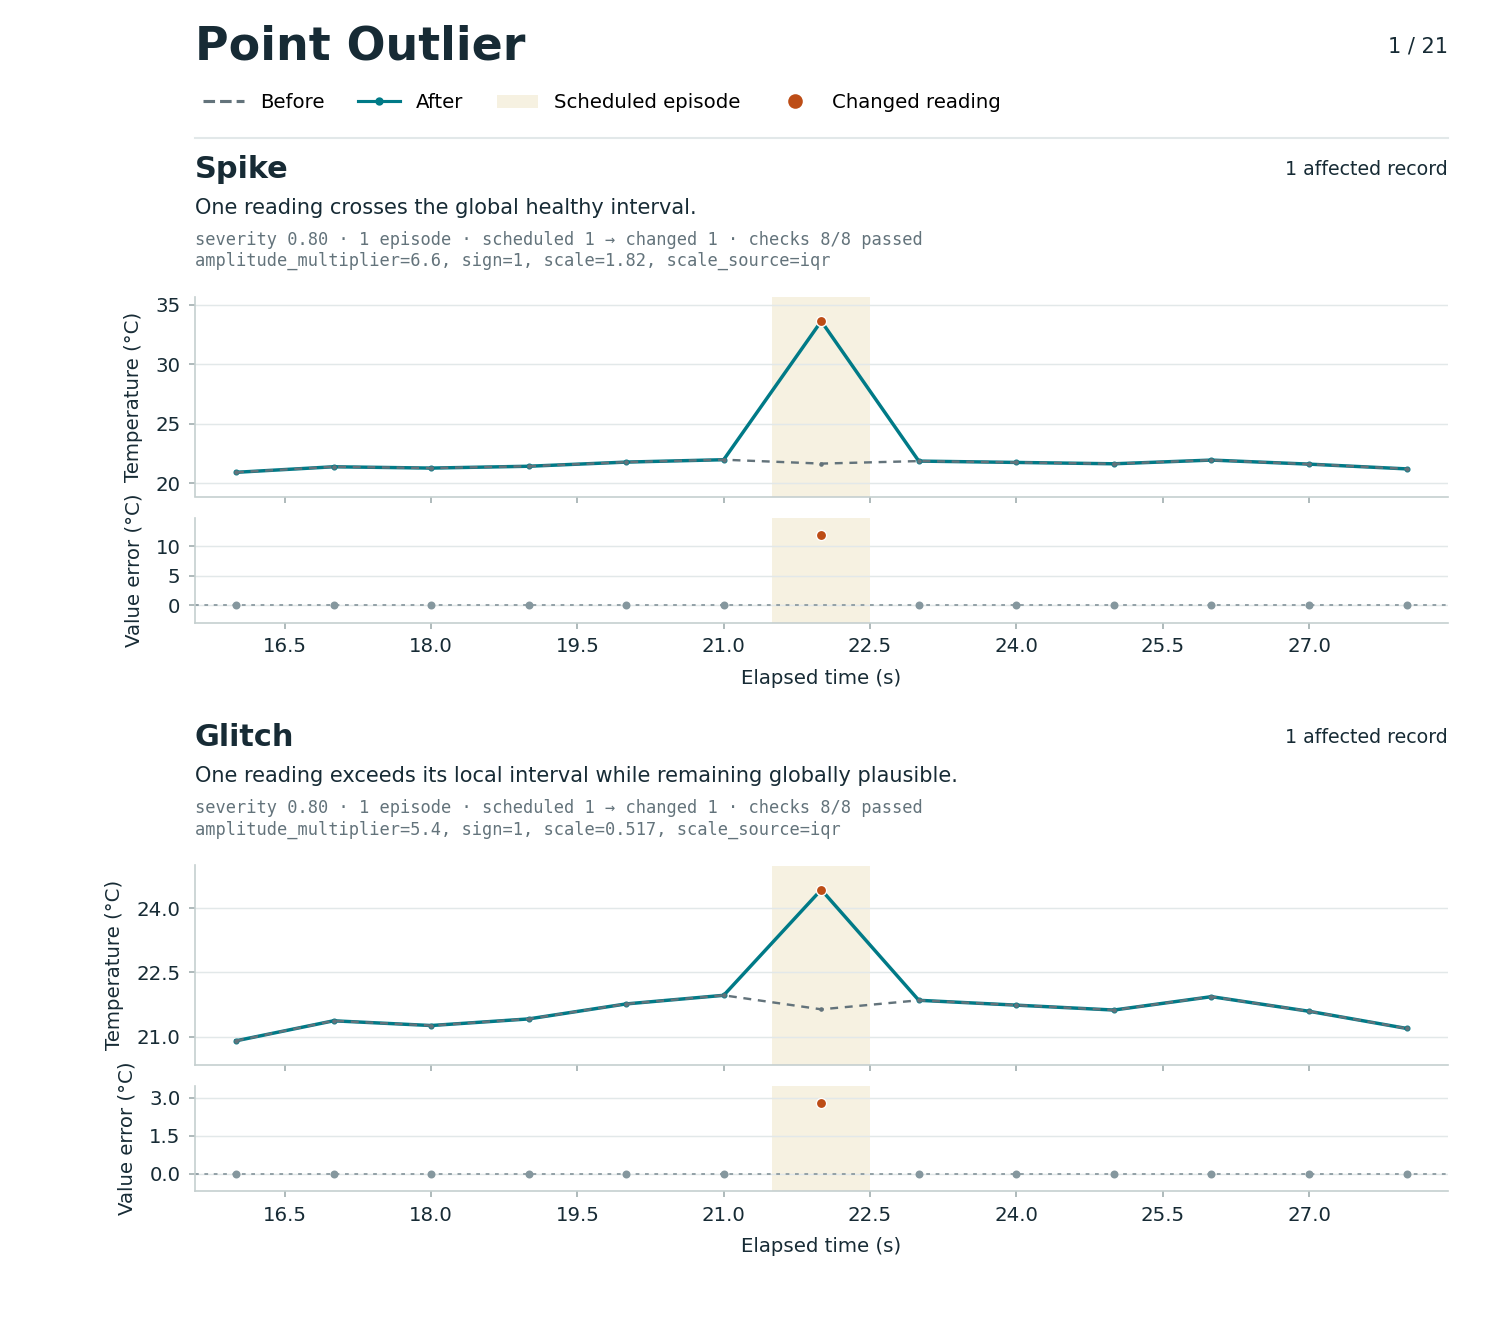 Point Outlier
1 / 21
Before
After
Scheduled episode
Changed reading
Spike
1 affected record
One reading crosses the global healthy interval.
severity 0.80 · 1 episode · scheduled 1 → changed 1 · checks 8/8 passed
amplitude_multiplier=6.6, sign=1, scale=1.82, scale_source=iqr
Temperature (°C)
35
30
25
20
Value error (°C)
10
5
0
16.5 18.0 19.5 21.0 22.5 24.0 25.5 27.0
Elapsed time (s)
Glitch
1 affected record
One reading exceeds its local interval while remaining globally plausible.
severity 0.80 · 1 episode · scheduled 1 → changed 1 · checks 8/8 passed
amplitude_multiplier=5.4, sign=1, scale=0.517, scale_source=iqr
Temperature (°C)
24.0
22.5
21.0
Value error (°C)
3.0
1.5
0.0
16.5 18.0 19.5 21.0 22.5 24.0 25.5 27.0
Elapsed time (s)